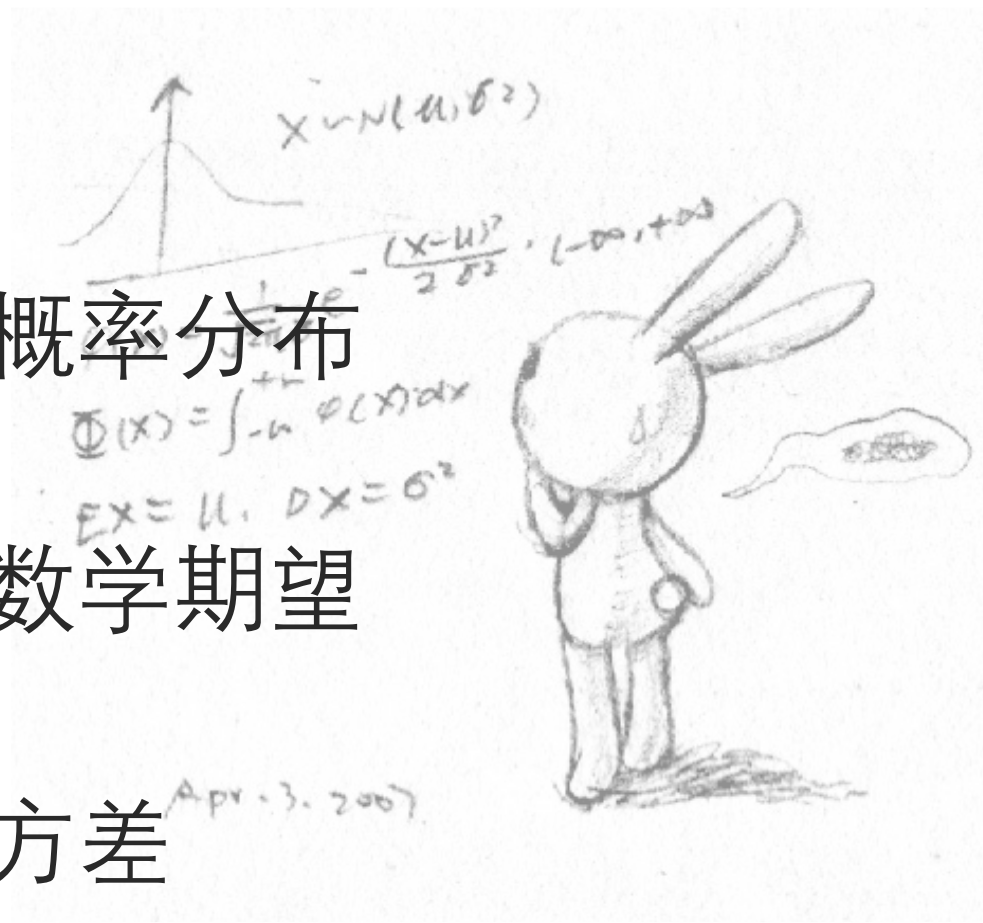 X~N(μ,σ²)
-(x-μ)²/2σ², (-∞,+∞)
概率分布
Φ(x)=∫ φ(x)dx
EX=μ. DX=σ²
数学期望
Apr.3.2007
方差